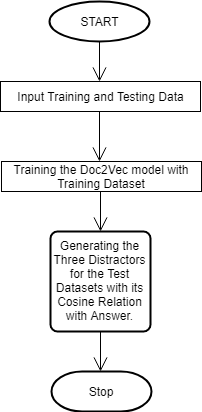 START
Input Training and Testing Data
Training the Doc2Vec model with
Training Dataset
Generating the
Three Distractors
for the Test
Datasets with its
Cosine Relation
with Answer.
Stop